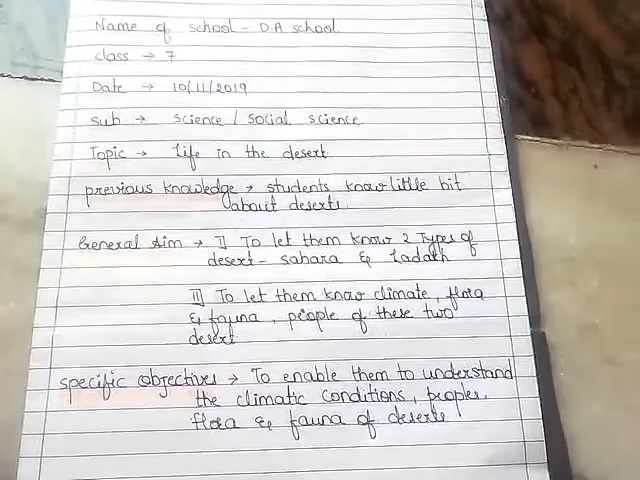 Name of school - D.A school
class → 7
Date → 10/11/2019
Sub → science / social science
Topic → Life in the desert
previous knowledge → students know little bit
about deserts.
General Aim → I] To let them know 2 Types of
desert - sahara & Ladakh
II] To let them know climate, flora
& fauna, people of these two
desert
specific objectives → To enable them to understand
the climatic conditions, peoples,
flora & fauna of deserts